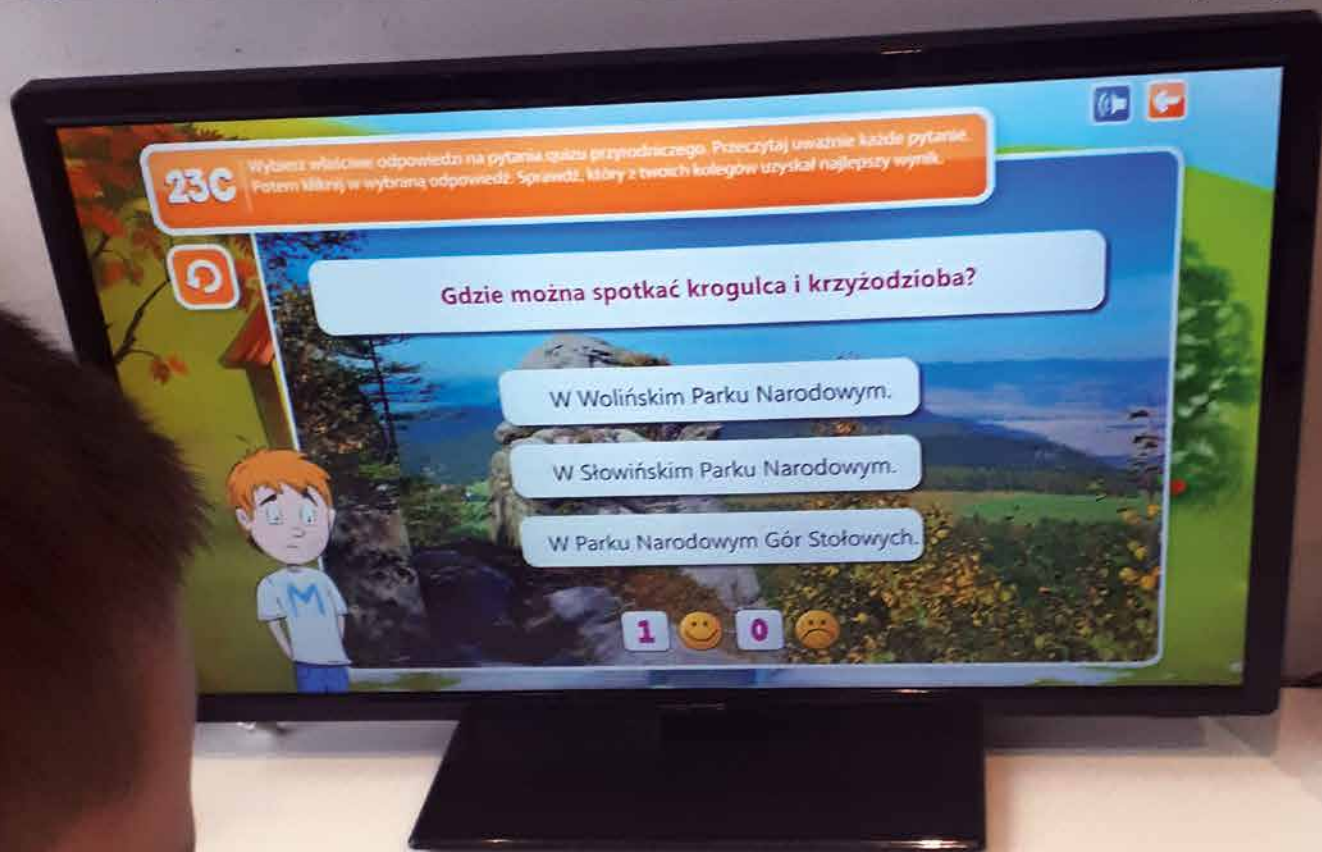 23C
Wybierz właściwe odpowiedzi na pytania quizu przyrodniczego. Przeczytaj uważnie każde pytanie.
Potem kliknij w wybraną odpowiedź. Sprawdź, który z twoich kolegów uzyskał najlepszy wynik.
Gdzie można spotkać krogulca i krzyżodzioba?
W Wolińskim Parku Narodowym.
W Słowińskim Parku Narodowym.
W Parku Narodowym Gór Stołowych.
M
1 0